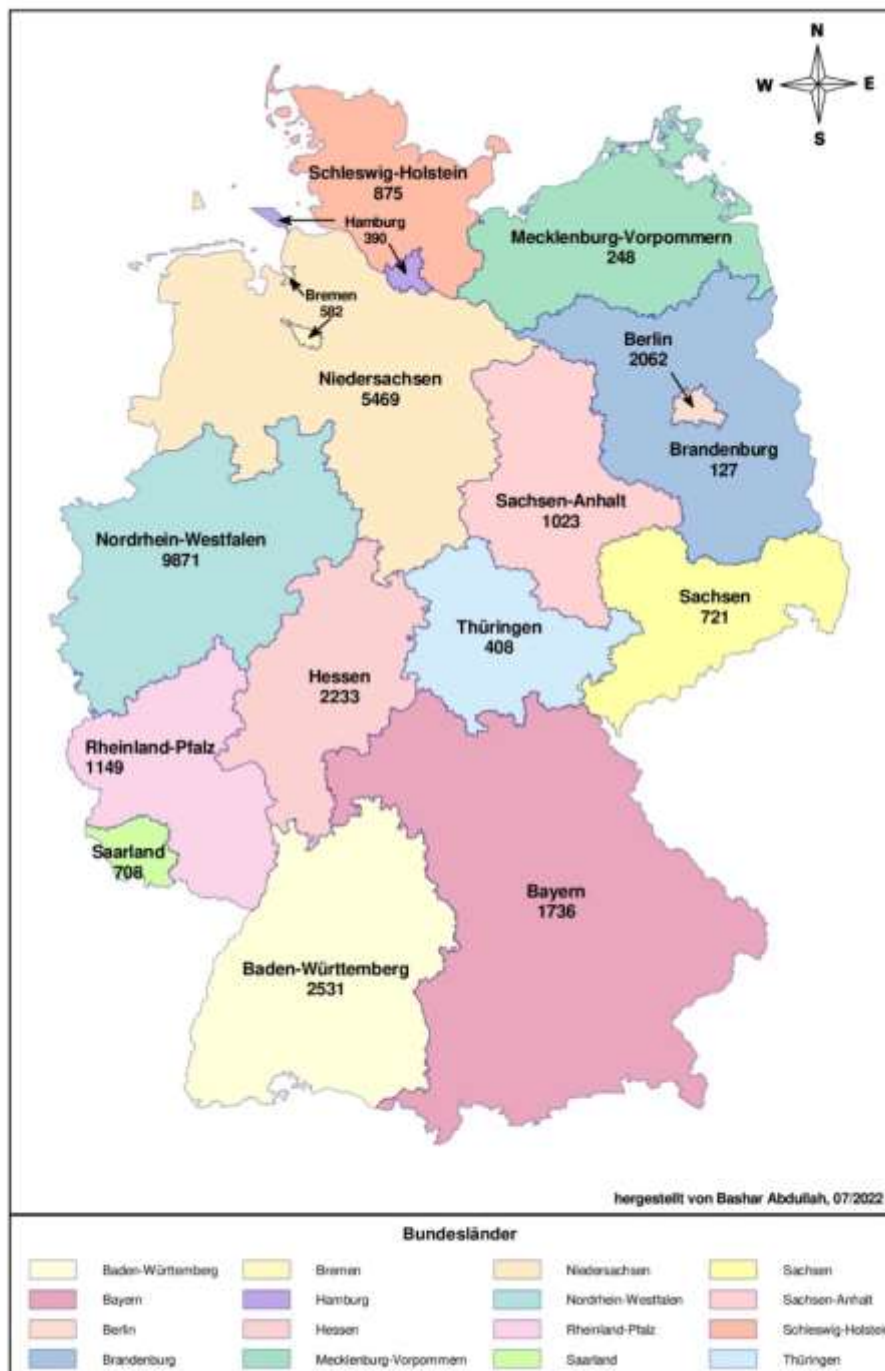 N
W E
S
Schleswig-Holstein
875
Hamburg
390
Mecklenburg-Vorpommern
248
Bremen
582
Berlin
2062
Niedersachsen
5469
Brandenburg
127
Sachsen-Anhalt
1023
Nordrhein-Westfalen
9871
Sachsen
721
Thüringen
408
Hessen
2233
Rheinland-Pfalz
1149
Saarland
708
Bayern
1736
Baden-Württemberg
2531
hergestellt von Bashar Abdullah, 07/2022
Bundesländer
Baden-Württemberg Bremen Niedersachsen Sachsen
Bayern Hamburg Nordrhein-Westfalen Sachsen-Anhalt
Berlin Hessen Rheinland-Pfalz Schleswig-Holstein
Brandenburg Mecklenburg-Vorpommern Saarland Thüringen